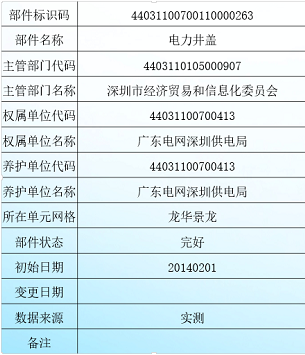 部件标识码 44031100700110000263
部件名称 电力井盖
主管部门代码 4403110105000907
主管部门名称 深圳市经济贸易和信息化委员会
权属单位代码 44031100700413
权属单位名称 广东电网深圳供电局
养护单位代码 44031100700413
养护单位名称 广东电网深圳供电局
所在单元网格 龙华景龙
部件状态 完好
初始日期 20140201
变更日期
数据来源 实测
备注